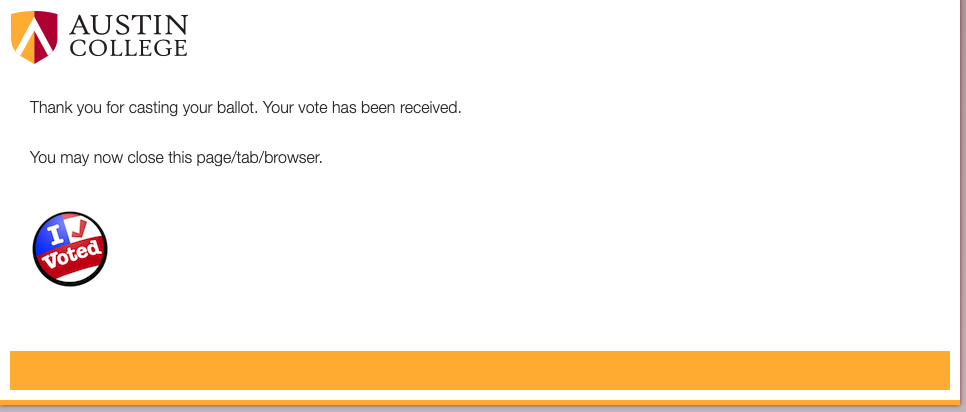 AUSTIN
COLLEGE
Thank you for casting your ballot. Your vote has been received.
You may now close this page/tab/browser.
I
Voted